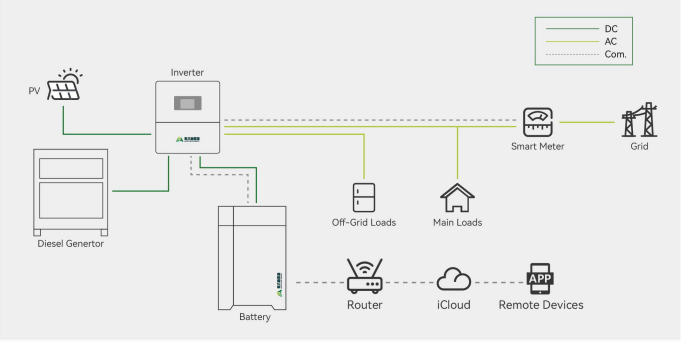 DC
AC
Com.
Inverter
PV
Smart Meter
Grid
Off-Grid Loads
Main Loads
Diesel Genertor
Battery
Router
iCloud
APP
Remote Devices